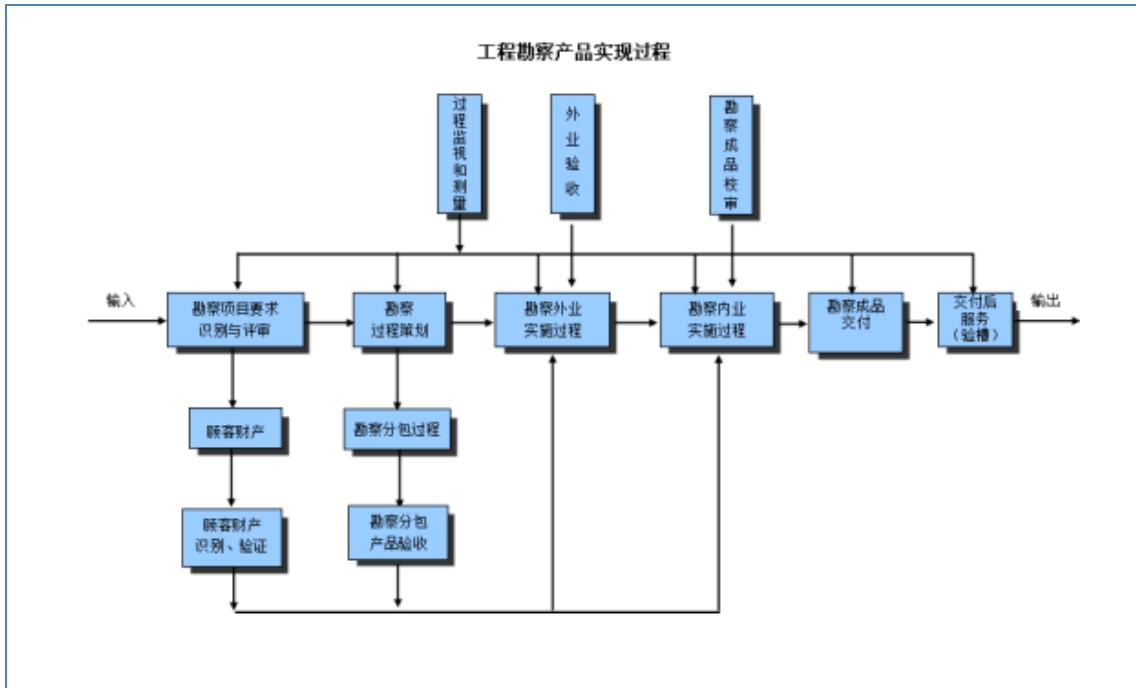 工程勘察产品实现过程
过程监视和测量
外业验收
勘察成品校审
输入
勘察项目要求
识别与评审
勘察
过程策划
勘察外业
实施过程
勘察内业
实施过程
勘察成品
交付
交付后
服务
（验槽）
输出
顾客财产
勘察分包过程
顾客财产
识别、验证
勘察分包
产品验收